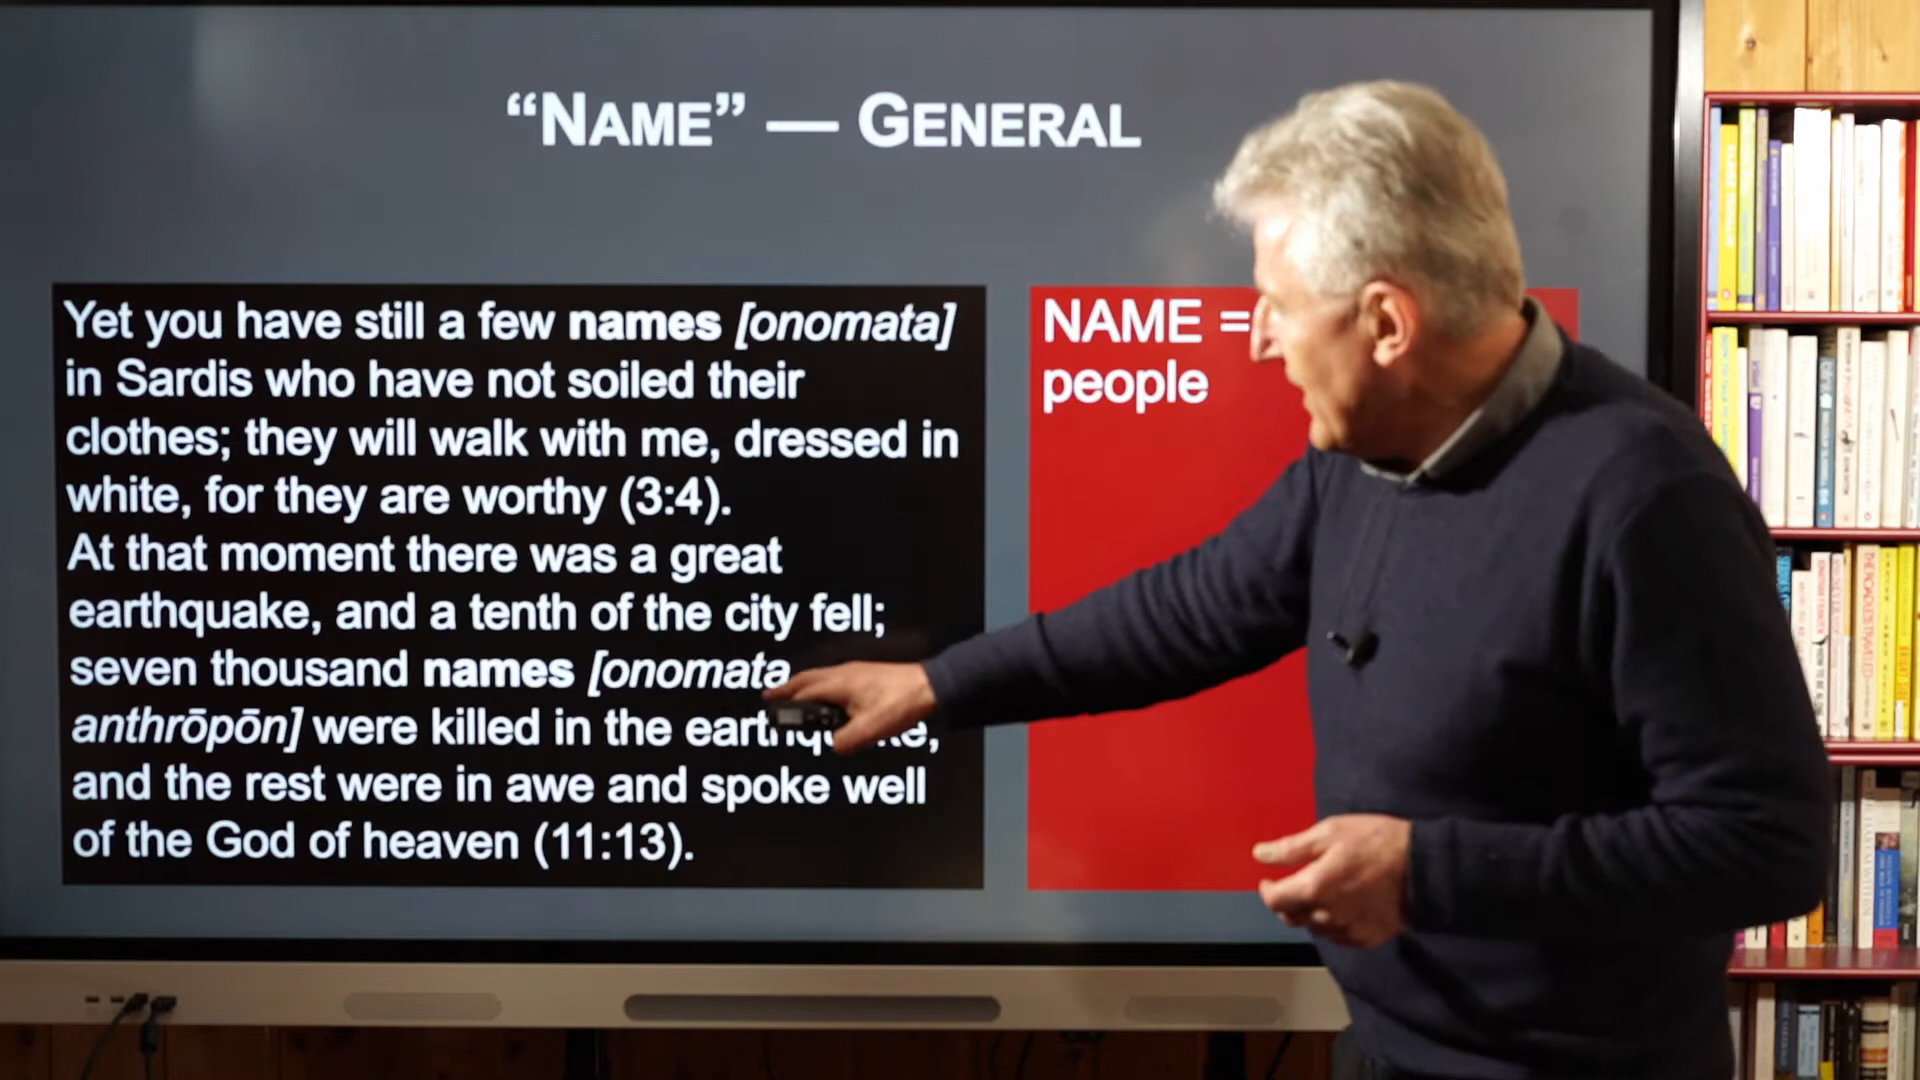 “NAME” — GENERAL
Yet you have still a few names [onomata]
in Sardis who have not soiled their
clothes; they will walk with me, dressed in
white, for they are worthy (3:4).
At that moment there was a great
earthquake, and a tenth of the city fell;
seven thousand names [onomata
anthrōpōn] were killed in the earthquake,
and the rest were in awe and spoke well
of the God of heaven (11:13).
NAME =
people